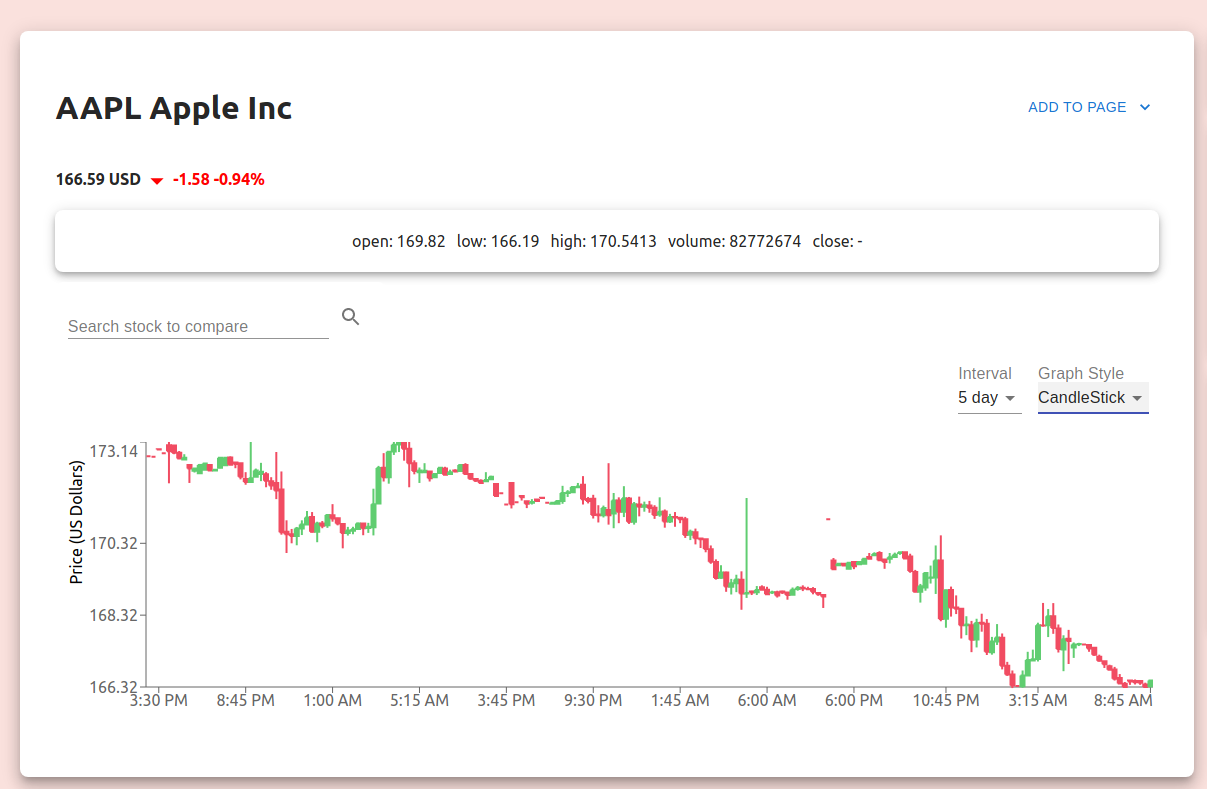 AAPL Apple Inc
ADD TO PAGE
166.59 USD -1.58 -0.94%
open: 169.82 low: 166.19 high: 170.5413 volume: 82772674 close: -
Search stock to compare
Interval Graph Style
5 day CandleStick
Price (US Dollars)
173.14
170.32
168.32
166.32
3:30 PM 8:45 PM 1:00 AM 5:15 AM 3:45 PM 9:30 PM 1:45 AM 6:00 AM 6:00 PM 10:45 PM 3:15 AM 8:45 AM